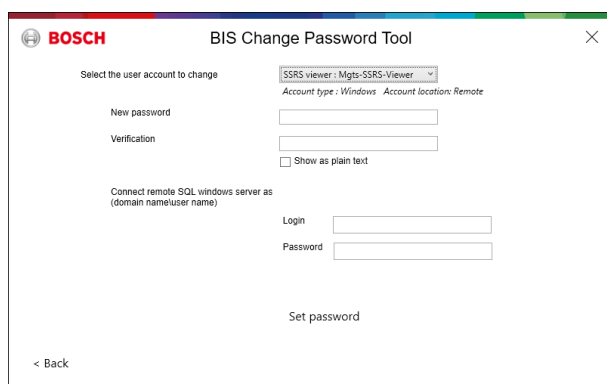 BOSCH
BIS Change Password Tool
Select the user account to change
SSRS viewer : Mgts-SSRS-Viewer
Account type : Windows Account location: Remote
New password
Verification
Show as plain text
Connect remote SQL windows server as
(domain name\user name)
Login
Password
Set password
< Back